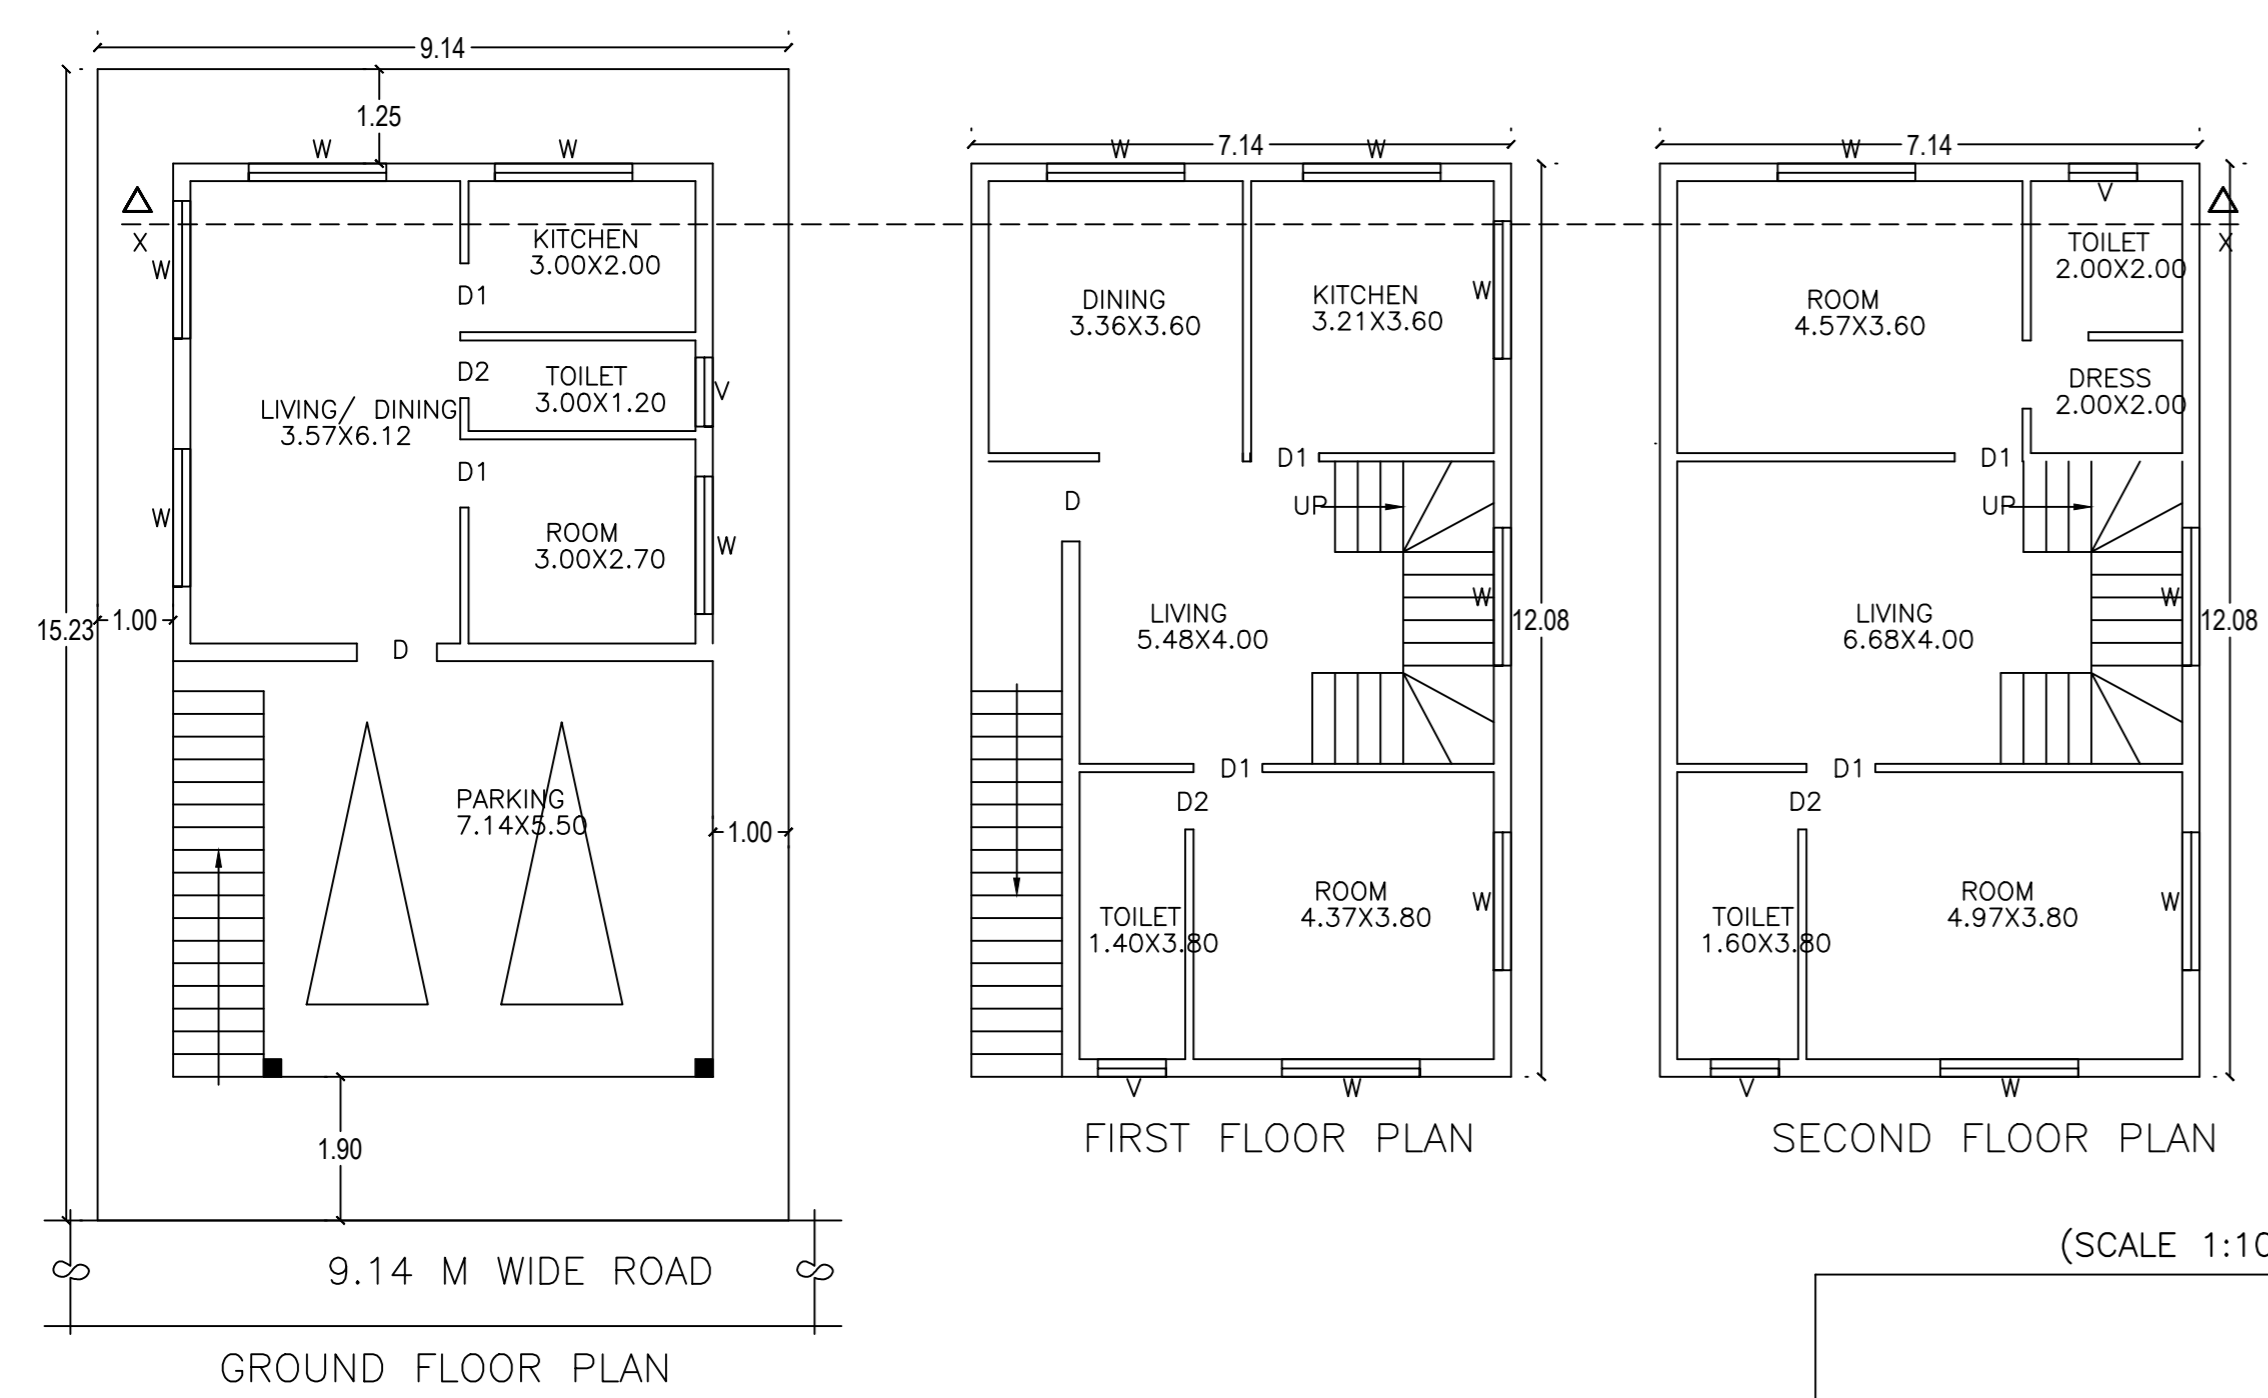 9.14
1.25
W
W
X
W
KITCHEN
3.00X2.00
D1
D2
TOILET
3.00X1.20
V
LIVING/ DINING
3.57X6.12
D1
W
ROOM
3.00X2.70
W
15.23
1.00
D
PARKING
7.14X5.50
1.00
1.90
9.14 M WIDE ROAD
GROUND FLOOR PLAN
7.14
W
W
DINING
3.36X3.60
KITCHEN
3.21X3.60
W
D1
D
UP
LIVING
5.48X4.00
W
12.08
D1
D2
TOILET
1.40X3.80
ROOM
4.37X3.80
W
V
W
FIRST FLOOR PLAN
7.14
W
V
X
TOILET
2.00X2.00
ROOM
4.57X3.60
DRESS
2.00X2.00
D1
UP
LIVING
6.68X4.00
W
12.08
D1
D2
TOILET
1.60X3.80
ROOM
4.97X3.80
W
V
W
SECOND FLOOR PLAN
(SCALE 1:10